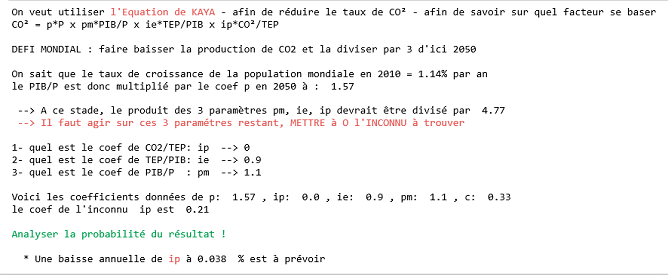 On veut utiliser l'Equation de KAYA - afin de réduire le taux de CO² - afin de savoir sur quel facteur se baser
CO² = p*P x pm*PIB/P x ie*TEP/PIB x ip*CO²/TEP
DEFI MONDIAL : faire baisser la production de CO2 et la diviser par 3 d'ici 2050
On sait que le taux de croissance de la population mondiale en 2010 = 1.14% par an
le PIB/P est donc multiplié par le coef p en 2050 à : 1.57
--> A ce stade, le produit des 3 paramètres pm, ie, ip devrait être divisé par 4.77
--> Il faut agir sur ces 3 paramétres restant, METTRE à O l'INCONNU à trouver
1- quel est le coef de CO2/TEP: ip --> 0
2- quel est le coef de TEP/PIB: ie --> 0.9
3- quel est le coef de PIB/P : pm --> 1.1
Voici les coefficients données de p: 1.57 , ip: 0.0 , ie: 0.9 , pm: 1.1 , c: 0.33
le coef de l'inconnu ip est 0.21
Analyser la probabilité du résultat !
* Une baisse annuelle de ip à 0.038 % est à prévoir